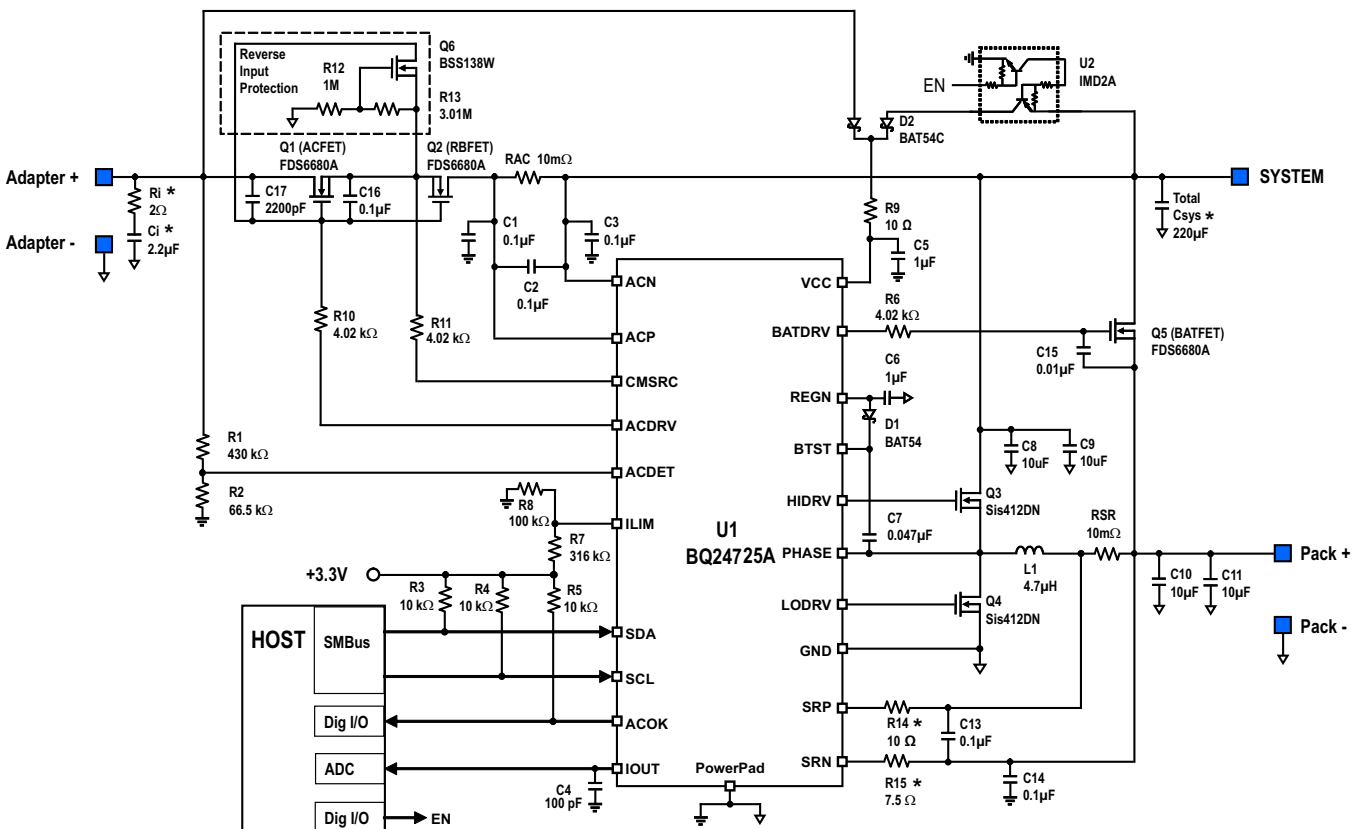 Reverse
Input
Protection
R12
1M
Q6
BSS138W
R13
3.01M
U2
IMD2A
EN
D2
BAT54C
Adapter +
Ri *
2Ω
Ci *
2.2µF
Adapter -
Q1 (ACFET)
FDS6680A
C17
2200pF
C16
0.1µF
Q2 (RBFET)
FDS6680A
RAC 10mΩ
C1
0.1µF
C3
0.1µF
C2
0.1µF
R9
10 Ω
C5
1µF
SYSTEM
Total
Csys *
220µF
R10
4.02 kΩ
R11
4.02 kΩ
ACN
ACP
CMSRC
ACDRV
ACDET
ILIM
SDA
SCL
ACOK
IOUT
U1
BQ24725A
PowerPad
VCC
BATDRV
REGN
BTST
HIDRV
PHASE
LODRV
GND
SRP
SRN
R6
4.02 kΩ
C15
0.01µF
Q5 (BATFET)
FDS6680A
C6
1µF
D1
BAT54
C8
10uF
C9
10uF
Q3
Sis412DN
C7
0.047µF
L1
4.7µH
RSR
10mΩ
Q4
Sis412DN
Pack +
C10
10µF
C11
10µF
Pack -
R14 *
10 Ω
C13
0.1µF
R15 *
7.5 Ω
C14
0.1µF
R1
430 kΩ
R2
66.5 kΩ
R8
100 kΩ
R7
316 kΩ
+3.3V
R3
10 kΩ
R4
10 kΩ
R5
10 kΩ
HOST
SMBus
Dig I/O
ADC
Dig I/O
EN
C4
100 pF